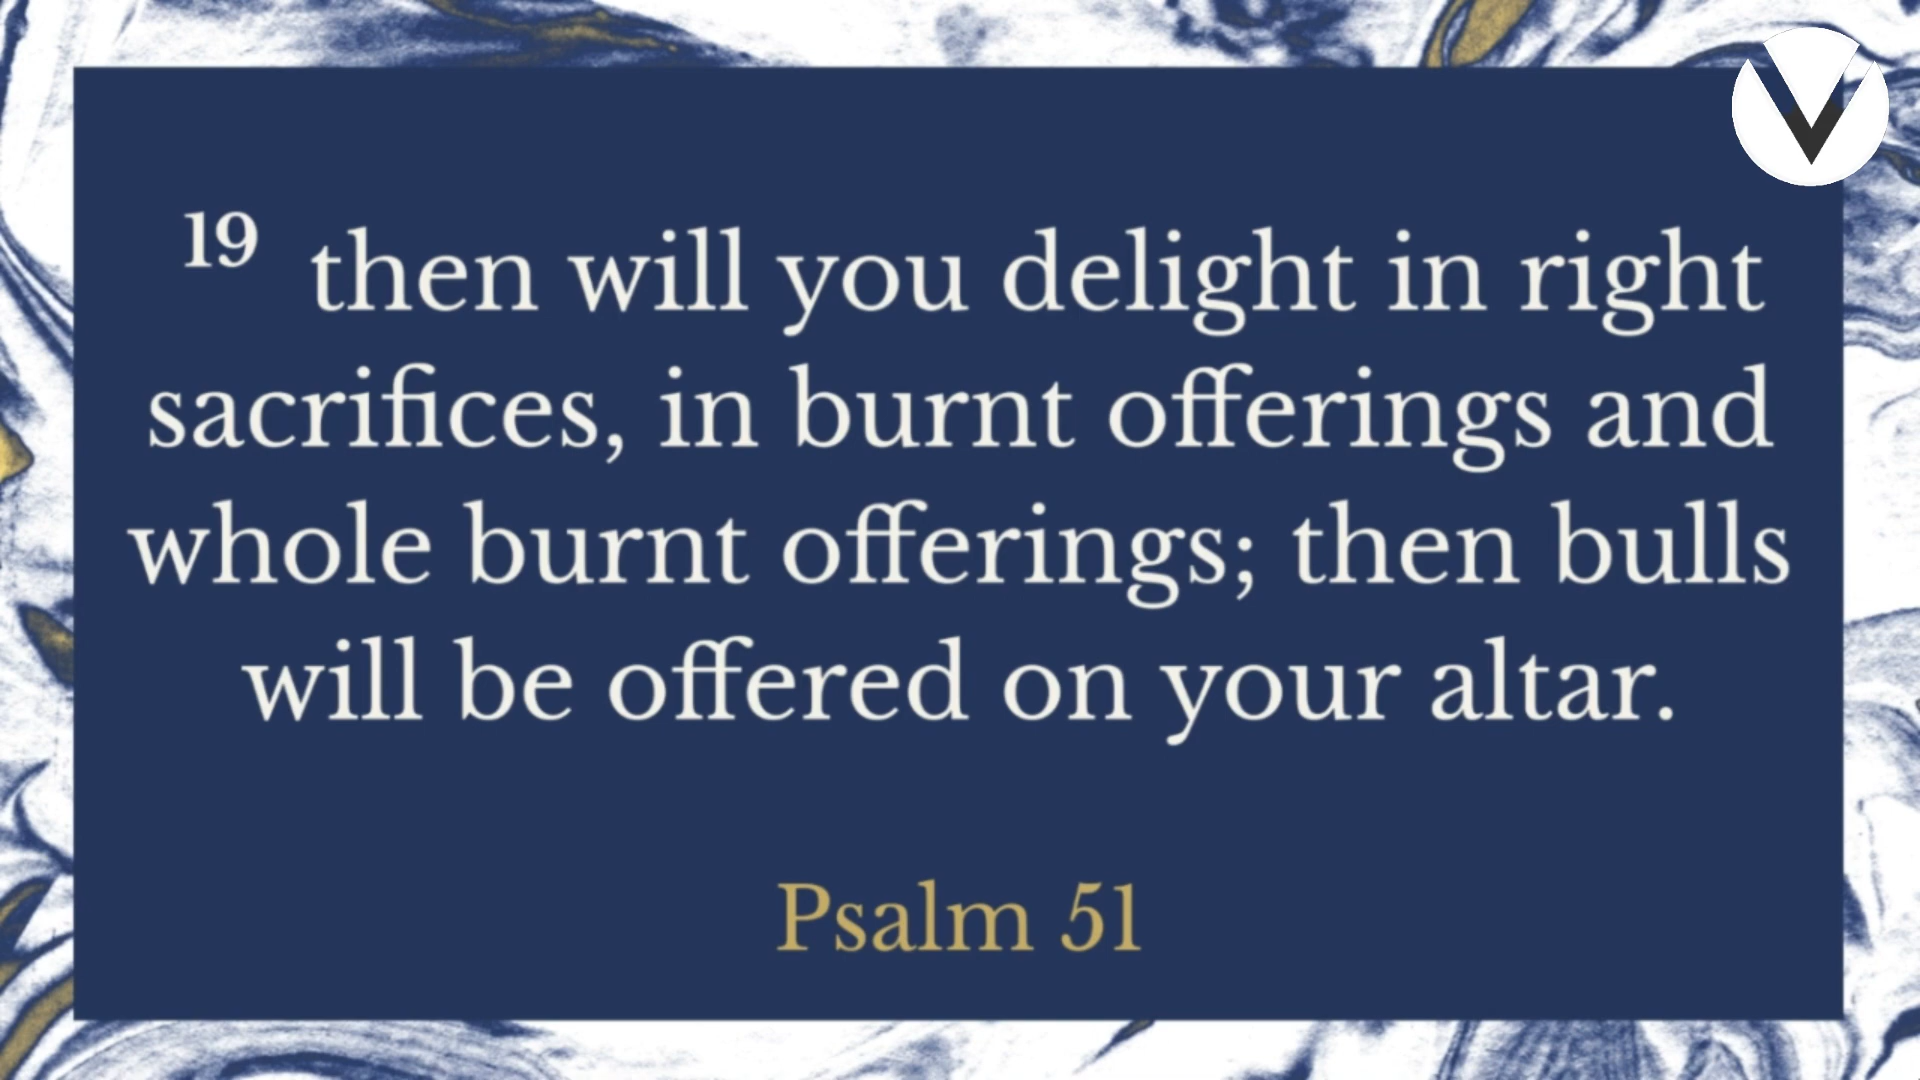 19 then will you delight in right
sacrifices, in burnt offerings and
whole burnt offerings; then bulls
will be offered on your altar.
Psalm 51